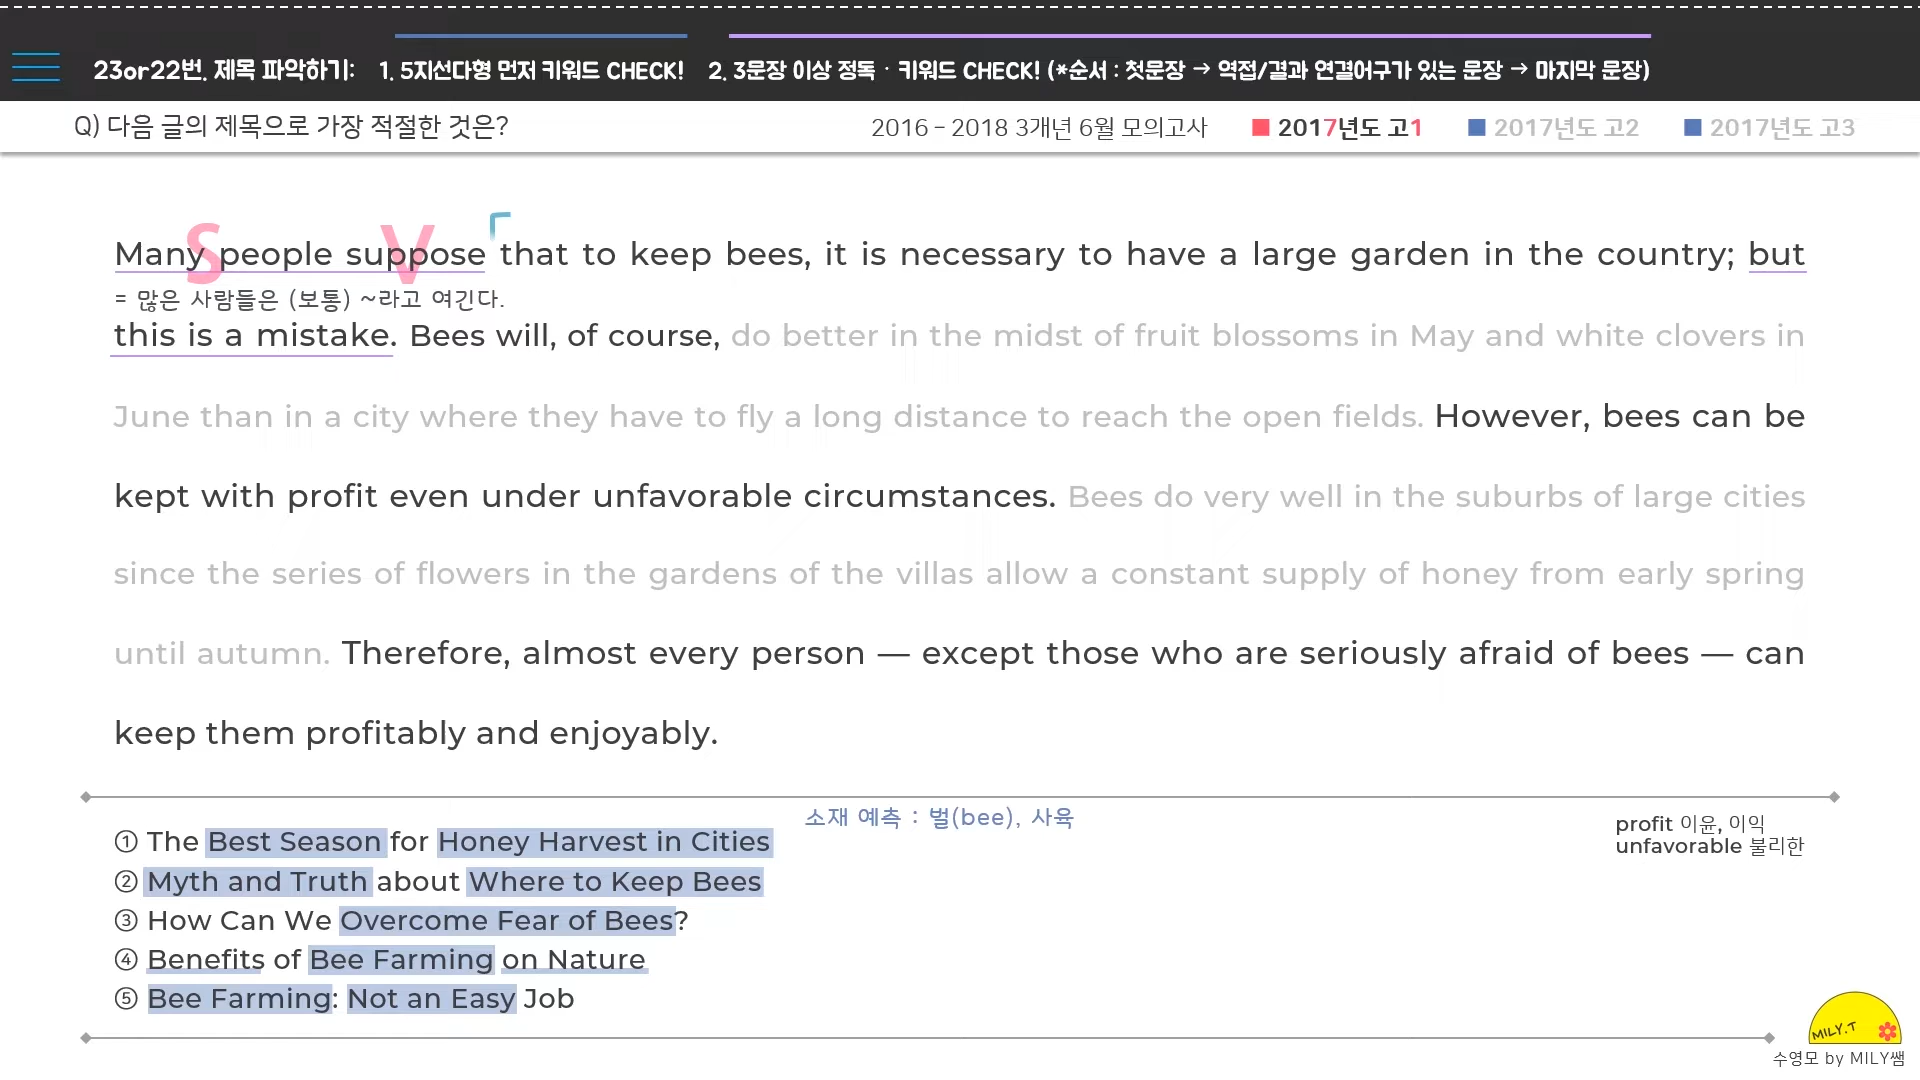 23or22번. 제목 파악하기: 1. 5지선다형 먼저 키워드 CHECK! 2. 3문장 이상 정독 · 키워드 CHECK! (*순서 : 첫문장 → 역접/결과 연결어구가 있는 문장 → 마지막 문장)
Q) 다음 글의 제목으로 가장 적절한 것은? 2016 – 2018 3개년 6월 모의고사 2017년도 고1 2017년도 고2 2017년도 고3
S V
Many people suppose that to keep bees, it is necessary to have a large garden in the country; but
= 많은 사람들은 (보통) ~라고 여긴다.
this is a mistake. Bees will, of course, do better in the midst of fruit blossoms in May and white clovers in
June than in a city where they have to fly a long distance to reach the open fields. However, bees can be
kept with profit even under unfavorable circumstances. Bees do very well in the suburbs of large cities
since the series of flowers in the gardens of the villas allow a constant supply of honey from early spring
until autumn. Therefore, almost every person — except those who are seriously afraid of bees — can
keep them profitably and enjoyably.
소재 예측 : 벌(bee), 사육
① The Best Season for Honey Harvest in Cities
② Myth and Truth about Where to Keep Bees
③ How Can We Overcome Fear of Bees?
④ Benefits of Bee Farming on Nature
⑤ Bee Farming: Not an Easy Job
profit 이윤, 이익
unfavorable 불리한
MILY.T
수영모 by MILY쌤